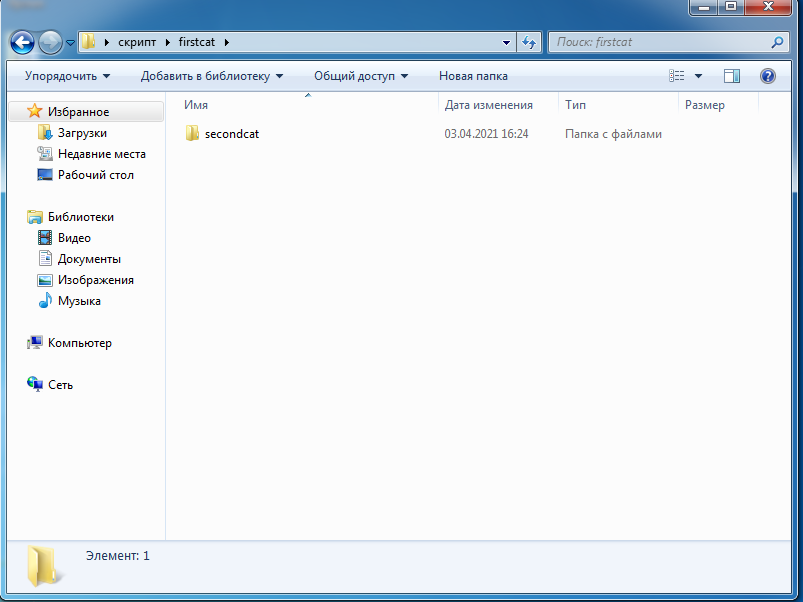 скрипт firstcat Поиск: firstcat
Упорядочить Добавить в библиотеку Общий доступ Новая папка
Имя Дата изменения Тип Размер
secondcat 03.04.2021 16:24 Папка с файлами
Избранное
Загрузки
Недавние места
Рабочий стол
Библиотеки
Видео
Документы
Изображения
Музыка
Компьютер
Сеть
Элемент: 1